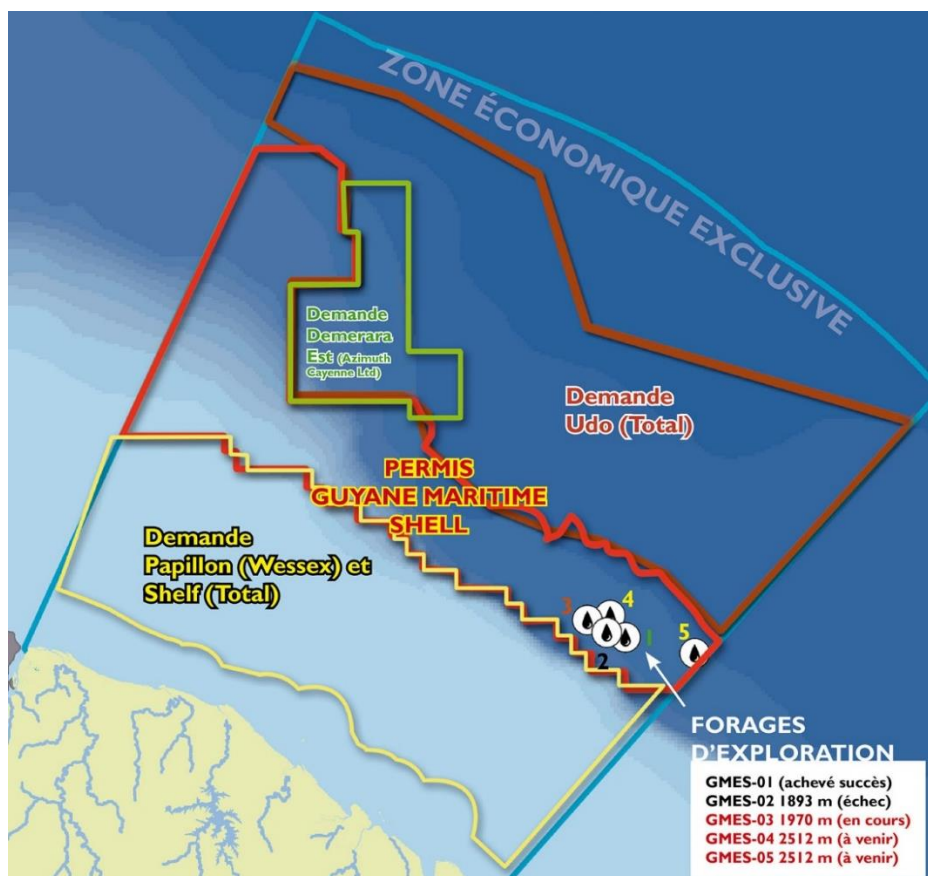 ZONE ÉCONOMIQUE EXCLUSIVE
Demande
Demerara
Est (Azimuth
Cayenne Ltd)
Demande
Udo (Total)
PERMIS
GUYANE MARITIME
SHELL
Demande
Papillon (Wessex) et
Shelf (Total)
4
3
5
1
2
FORAGES
D'EXPLORATION
GMES-01 (achevé succès)
GMES-02 1893 m (échec)
GMES-03 1970 m (en cours)
GMES-04 2512 m (à venir)
GMES-05 2512 m (à venir)